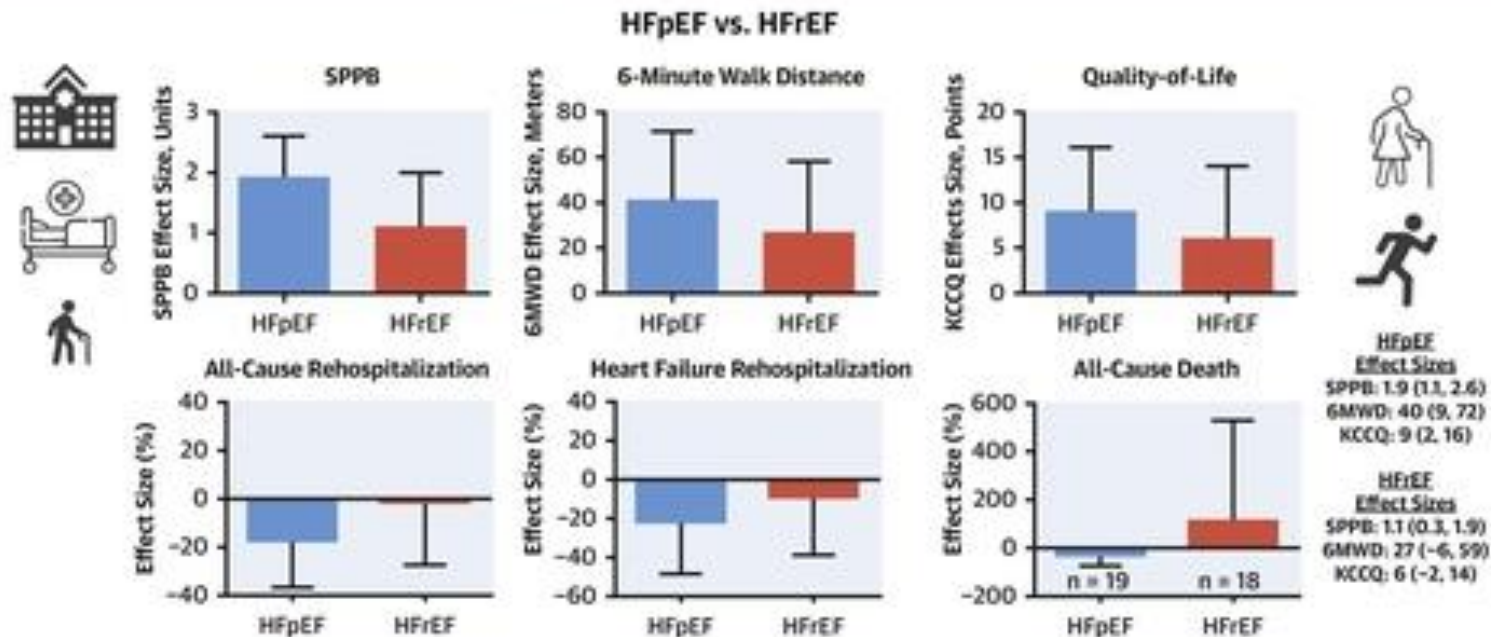 HFpEF vs. HFrEF
SPPB
SPPB Effect Size, Units
3
2
1
0
HFpEF
HFrEF
6-Minute Walk Distance
6MWD Effect Size, Meters
80
60
40
20
0
HFpEF
HFrEF
Quality-of-Life
KCCQ Effects Size, Points
20
15
10
5
0
HFpEF
HFrEF
All-Cause Rehospitalization
Effect Size (%)
40
20
0
−20
−40
HFpEF
HFrEF
Heart Failure Rehospitalization
Effect Size (%)
40
20
0
−20
−40
−60
HFpEF
HFrEF
All-Cause Death
Effect Size (%)
600
400
200
0
−200
n = 19
n = 18
HFpEF
HFrEF
HFpEF
Effect Sizes
SPPB: 1.9 (1.1, 2.6)
6MWD: 40 (9, 72)
KCCQ: 9 (2, 16)
HFrEF
Effect Sizes
SPPB: 1.1 (0.3, 1.9)
6MWD: 27 (−6, 59)
KCCQ: 6 (−2, 14)